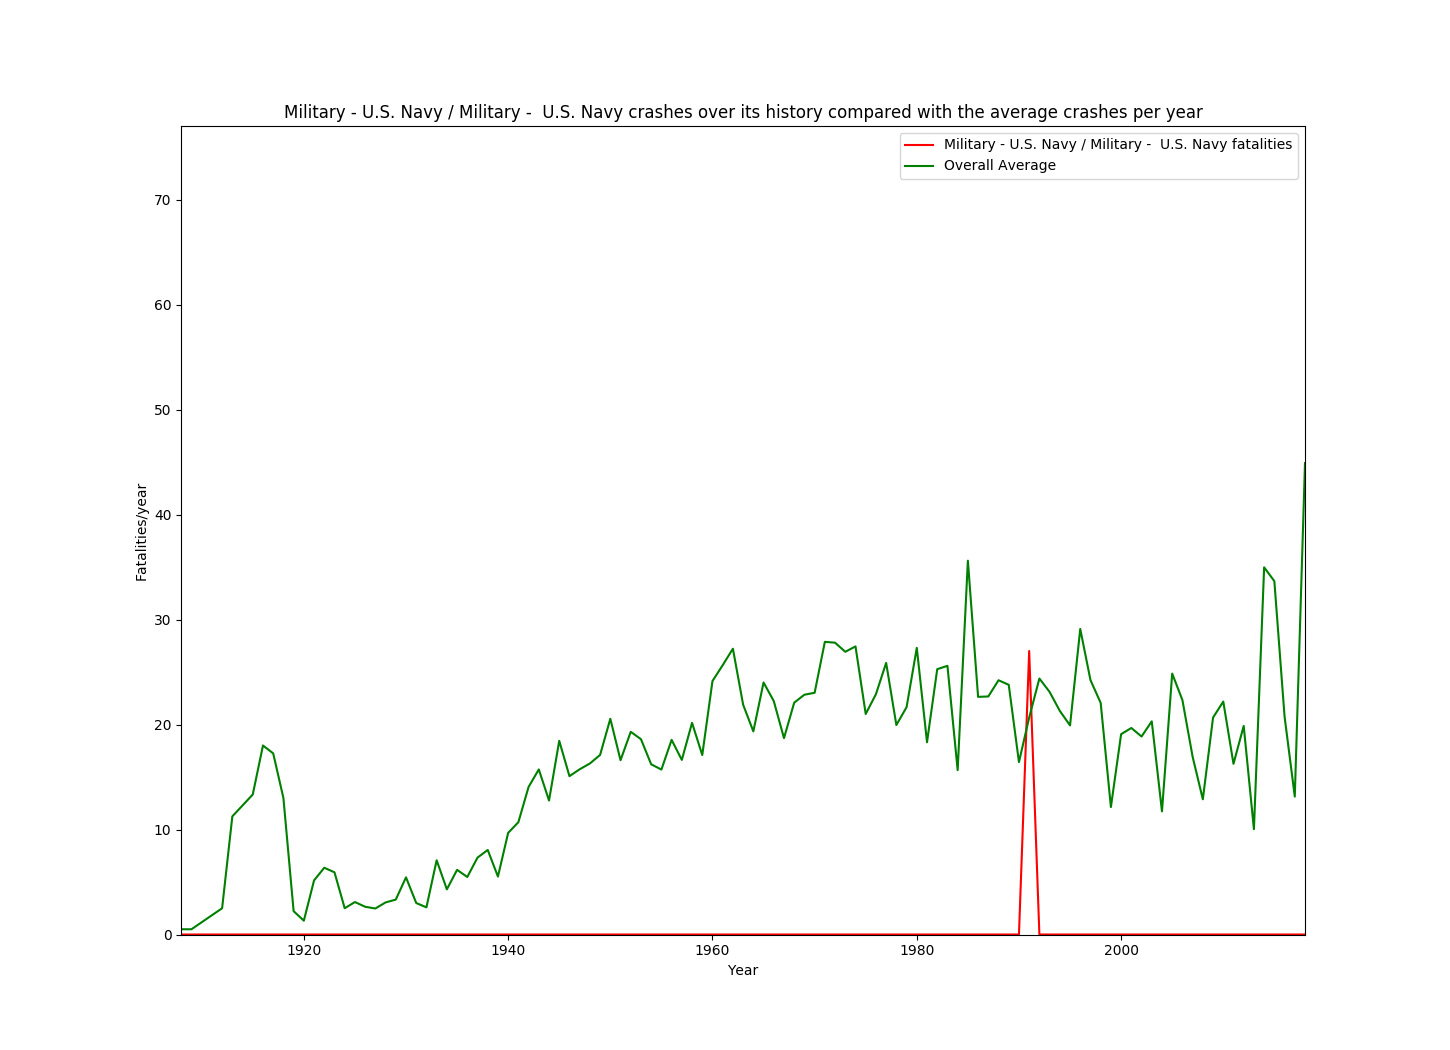 Military - U.S. Navy / Military -  U.S. Navy crashes over its history compared with the average crashes per year
Military - U.S. Navy / Military -  U.S. Navy fatalities
Overall Average
70
60
50
40
30
20
10
0
Fatalities/year
1920 1940 1960 1980 2000
Year